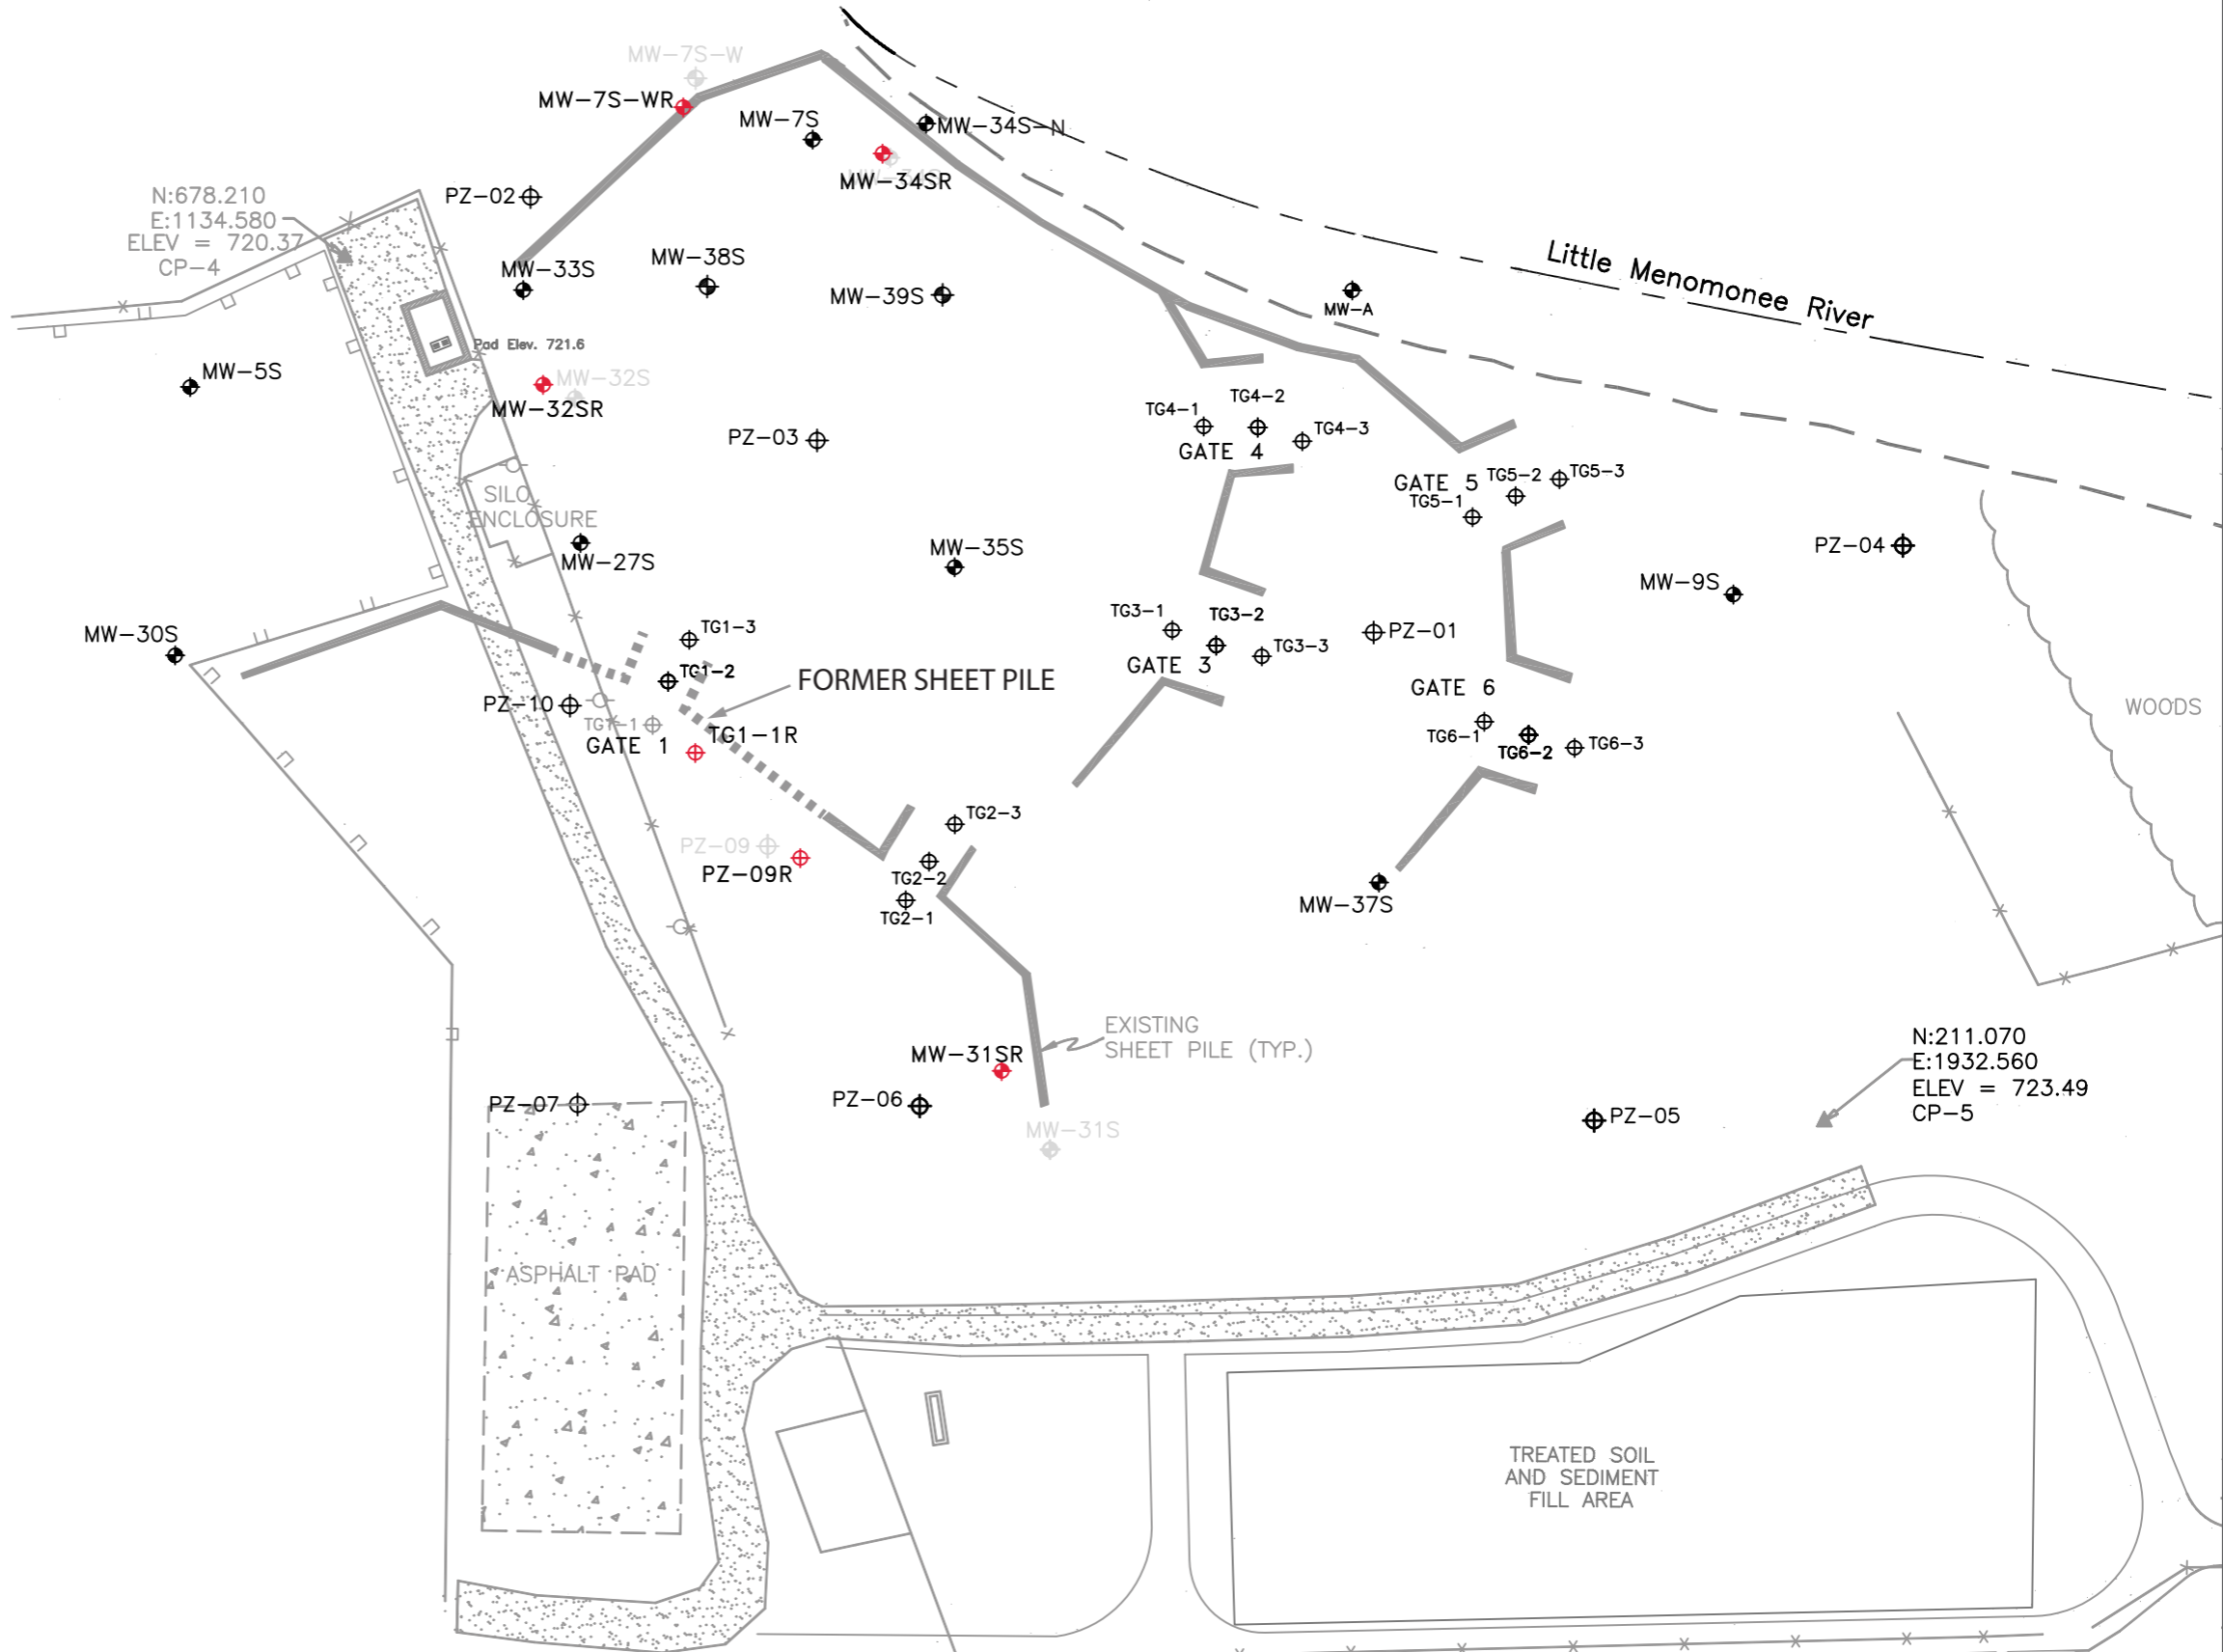 MW-7S-W
MW-7S-WR
MW-7S
MW-34S-N
MW-34SR
N:678.210
E:1134.580
ELEV = 720.37
CP-4
PZ-02
MW-33S
MW-38S
MW-39S
MW-A
Little Menomonee River
Pad Elev. 721.6
MW-5S
MW-32S
MW-32SR
PZ-03
TG4-1
TG4-2
TG4-3
GATE 4
GATE 5
TG5-1
TG5-2
TG5-3
SILO
ENCLOSURE
MW-27S
MW-35S
PZ-04
MW-9S
MW-30S
TG1-3
TG1-2
FORMER SHEET PILE
TG3-1
TG3-2
TG3-3
GATE 3
PZ-01
PZ-10
TG1-1
GATE 1
TG1-1R
GATE 6
TG6-1
TG6-2
TG6-3
WOODS
TG2-3
PZ-09
PZ-09R
TG2-2
TG2-1
MW-37S
EXISTING
SHEET PILE (TYP.)
MW-31SR
N:211.070
E:1932.560
ELEV = 723.49
CP-5
PZ-07
PZ-06
MW-31S
PZ-05
ASPHALT PAD
TREATED SOIL
AND SEDIMENT
FILL AREA